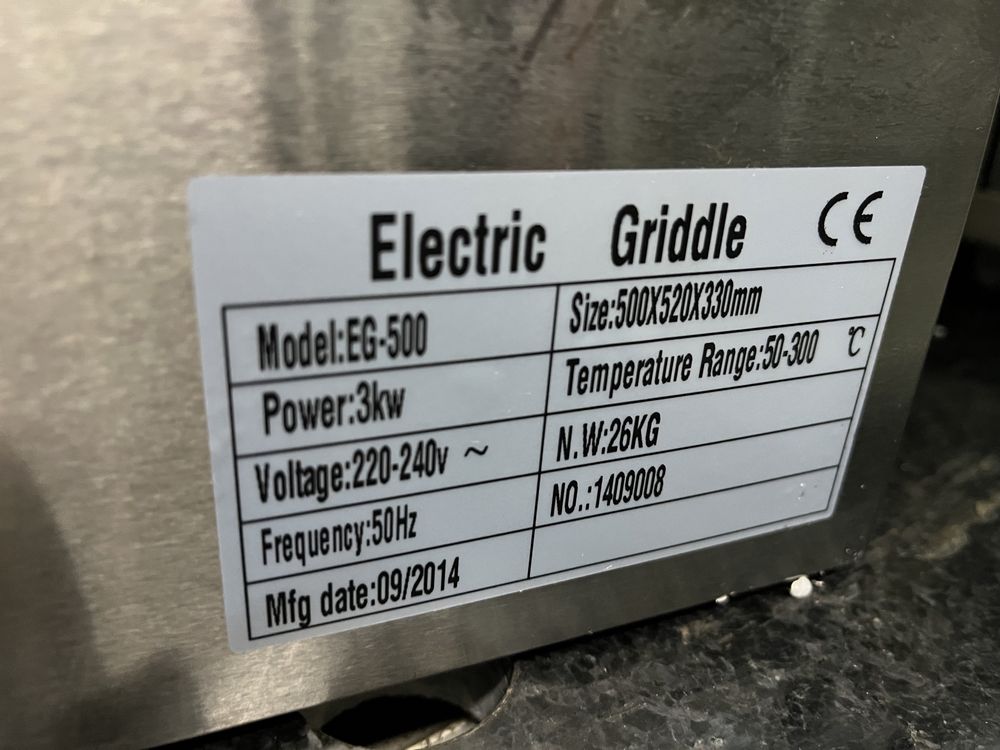 Electric Griddle CE
Model:EG-500
Size:500X520X330mm
Power:3kw
Temperature Range:50-300 ℃
Voltage:220-240v ~
N.W:26KG
Frequency:50Hz
NO.:1409008
Mfg date:09/2014